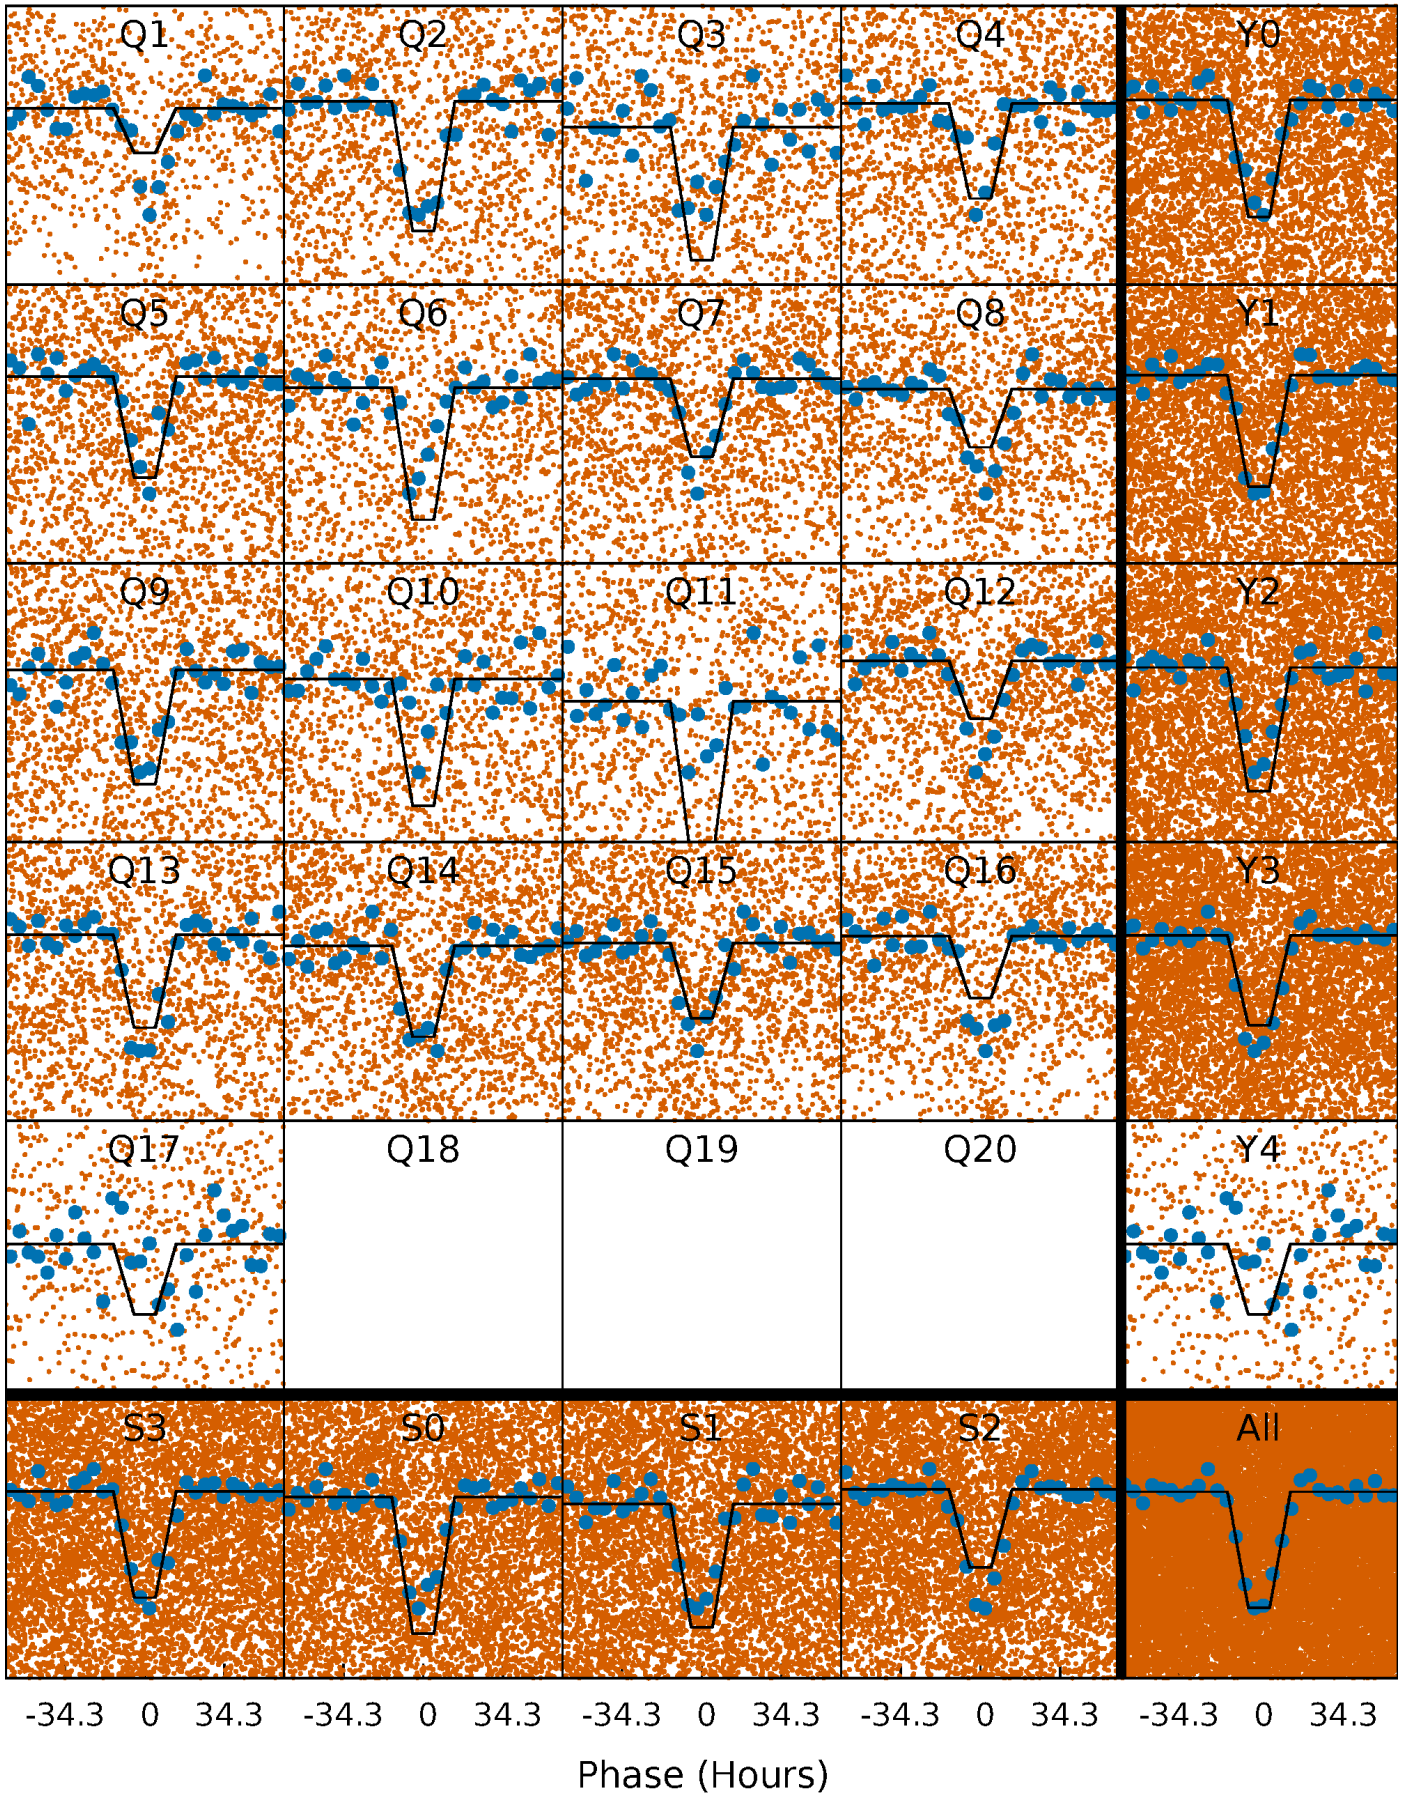 Q1 Q2 Q3 Q4 Y0
Q5 Q6 Q7 Q8 Y1
Q9 Q10 Q11 Q12 Y2
Q13 Q14 Q15 Q16 Y3
Q17 Q18 Q19 Q20 Y4
S3 S0 S1 S2 All
-34.3 0 34.3 -34.3 0 34.3 -34.3 0 34.3 -34.3 0 34.3 -34.3 0 34.3
Phase (Hours)